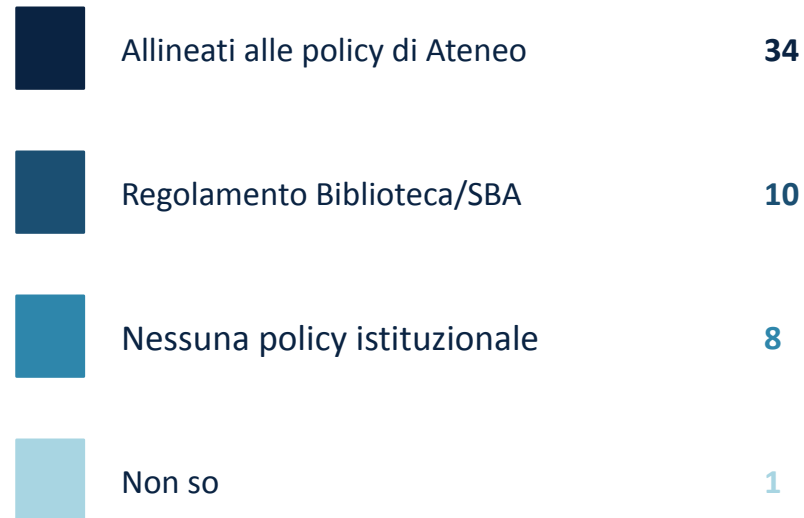 Allineati alle policy di Ateneo 34
Regolamento Biblioteca/SBA 10
Nessuna policy istituzionale 8
Non so 1